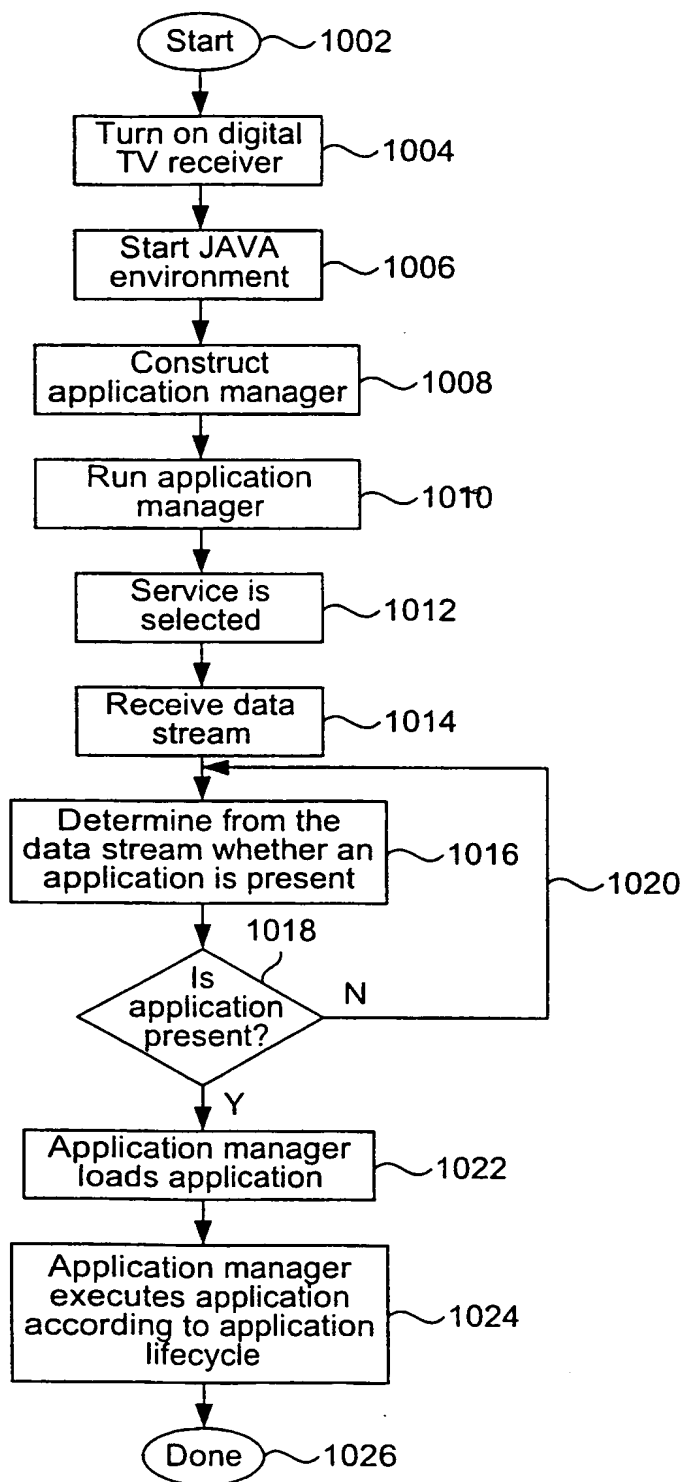 Start
1002
Turn on digital
TV receiver
1004
Start JAVA
environment
1006
Construct
application manager
1008
Run application
manager
1010
Service is
selected
1012
Receive data
stream
1014
Determine from the
data stream whether an
application is present
1016
1020
1018
Is
application
present?
N
Y
Application manager
loads application
1022
Application manager
executes application
according to application
lifecycle
1024
Done
1026